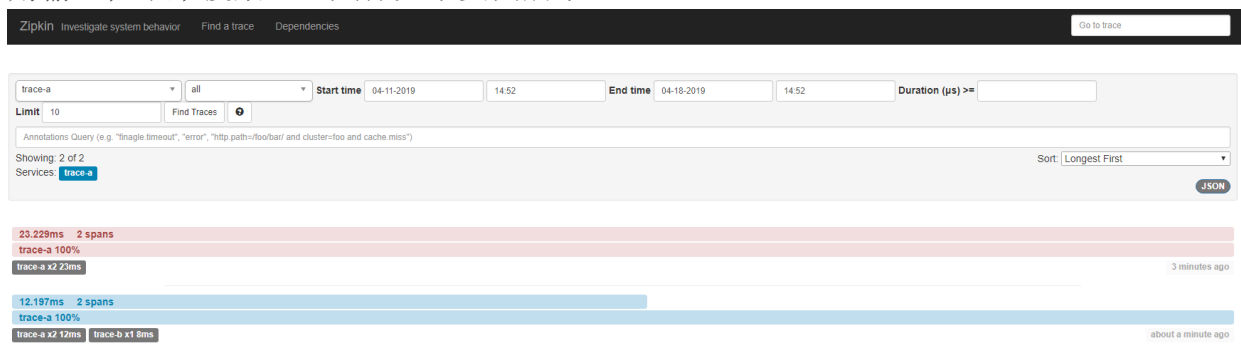 Zipkin Investigate system behavior Find a trace Dependencies Go to trace
trace-a all Start time 04-11-2019 14:52 End time 04-18-2019 14:52 Duration (μs) >=
Limit 10 Find Traces
Annotations Query (e.g. "finagle.timeout", "error", "http.path=/foo/bar/ and cluster=foo and cache.miss")
Showing: 2 of 2 Sort: Longest First
Services: trace-a
JSON
23.229ms 2 spans
trace-a 100%
trace-a x2 23ms 3 minutes ago
12.197ms 2 spans
trace-a 100%
trace-a x2 12ms trace-b x1 8ms about a minute ago